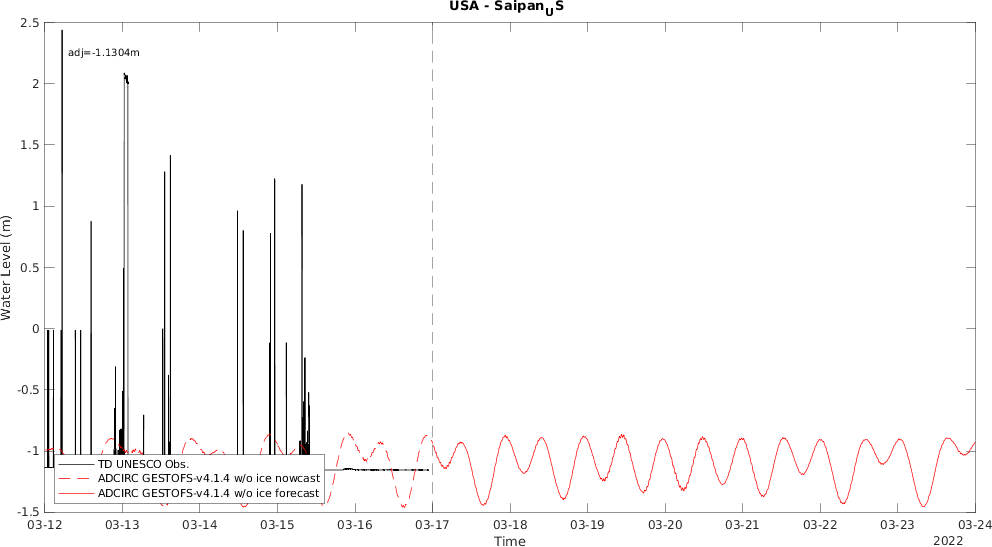 USA - SaipanUS
2.5
adj=-1.1304m
2
1.5
1
0.5
0
-0.5
-1
-1.5
Water Level (m)
TD UNESCO Obs.
ADCIRC GESTOFS-v4.1.4 w/o ice nowcast
ADCIRC GESTOFS-v4.1.4 w/o ice forecast
03-12 03-13 03-14 03-15 03-16 03-17 03-18 03-19 03-20 03-21 03-22 03-23 03-24
Time
2022